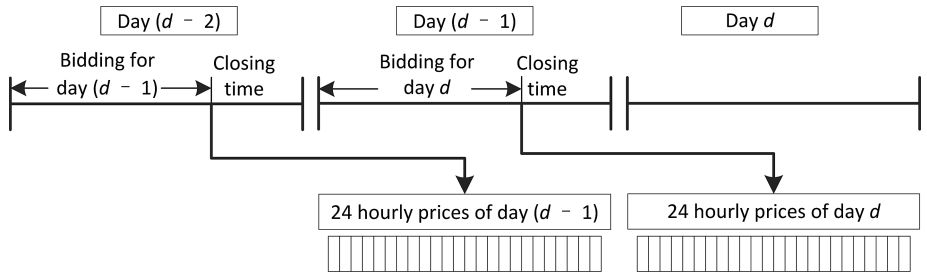 Day (d − 2)
Day (d − 1)
Day d
Bidding for
day (d − 1)
Closing
time
Bidding for
day d
Closing
time
24 hourly prices of day (d − 1)
24 hourly prices of day d